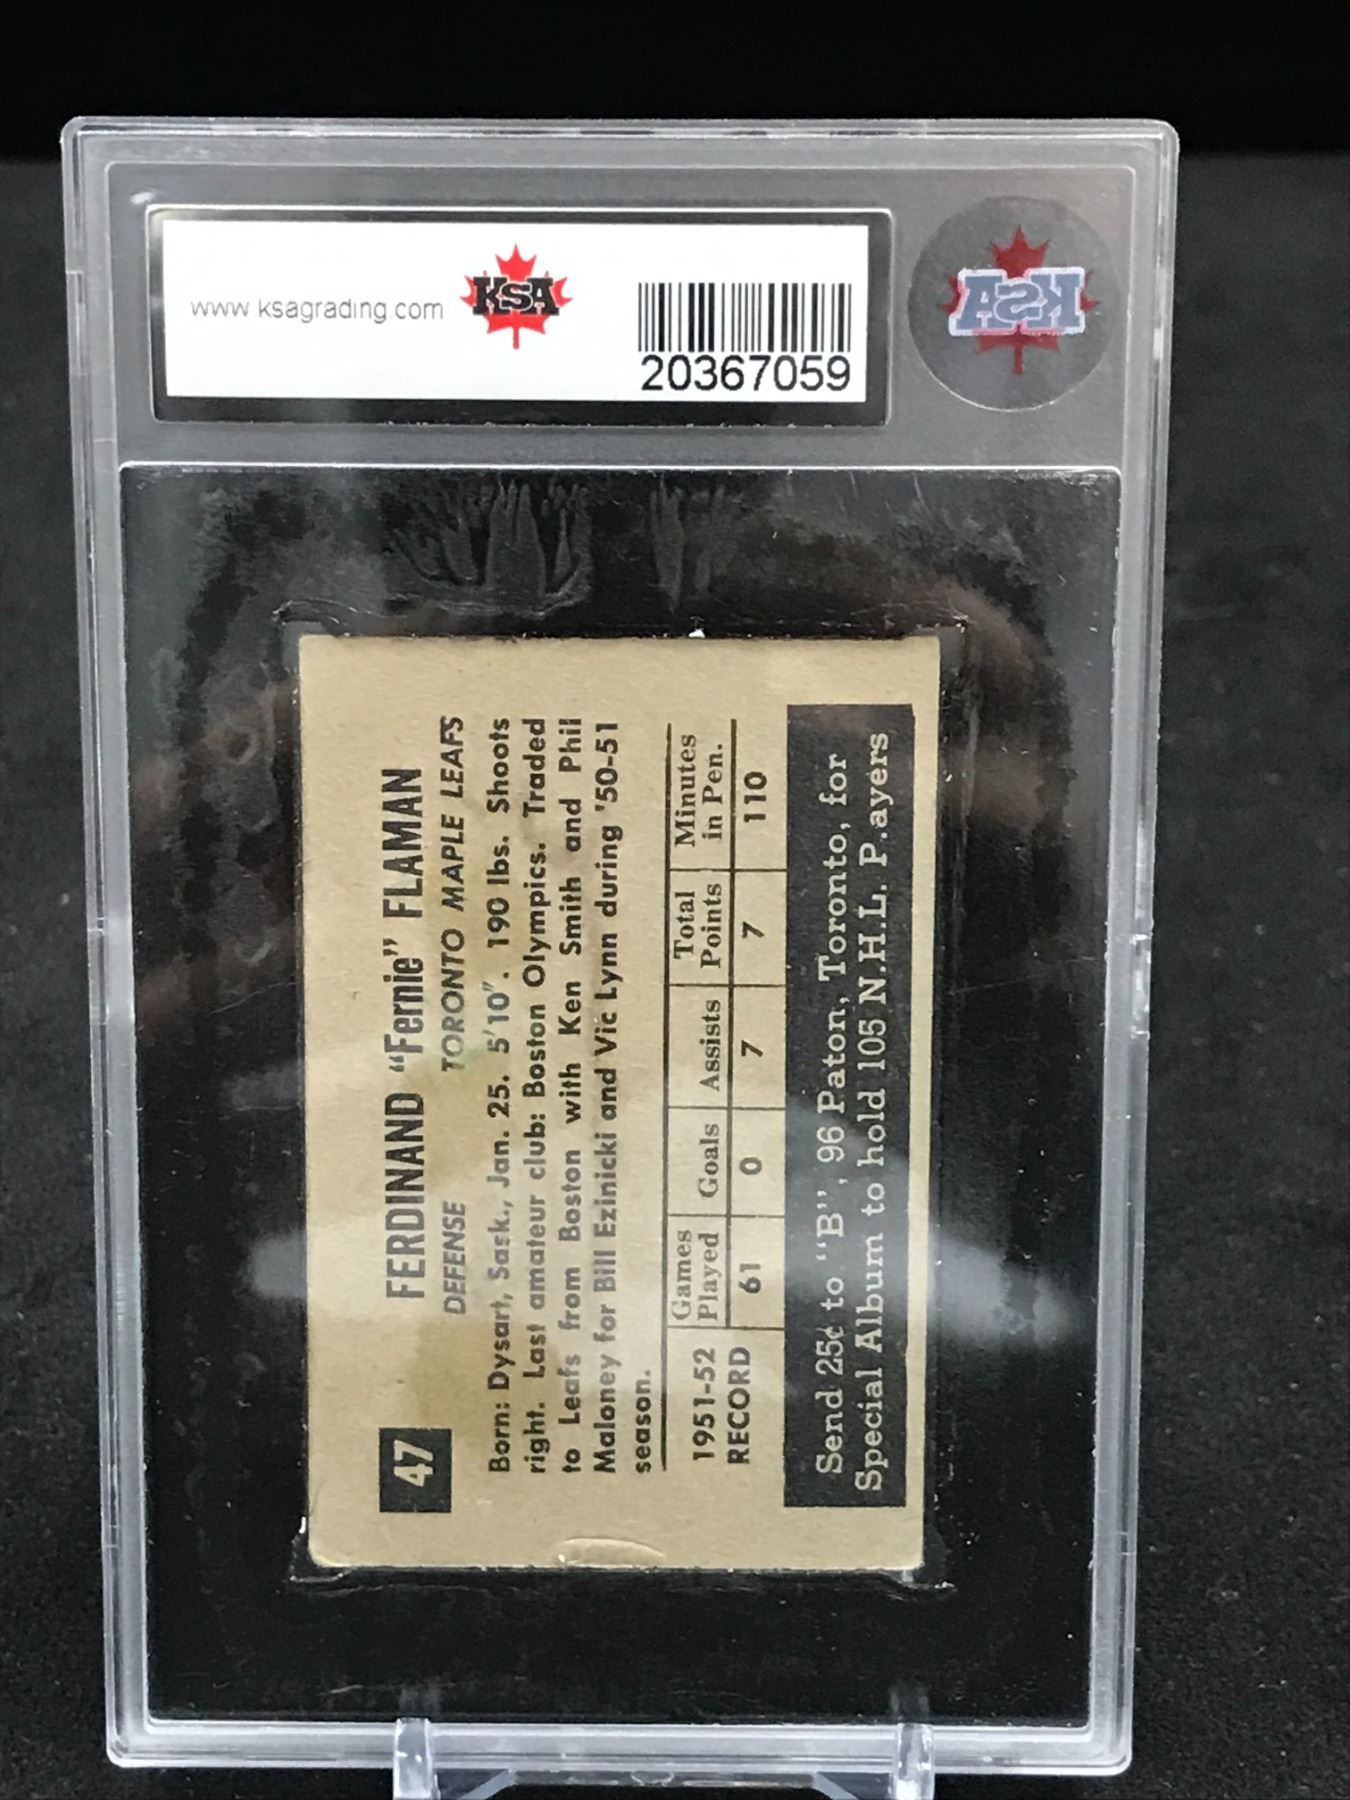 www.ksagrading.com
KSA
20367059
KSA
47
FERDINAND "Fernie" FLAMAN
DEFENSE TORONTO MAPLE LEAFS
Born: Dysart, Sask., Jan. 25. 5'10". 190 lbs. Shoots
right. Last amateur club: Boston Olympics. Traded
to Leafs from Boston with Ken Smith and Phil
Maloney for Bill Ezinicki and Vic Lynn during '50-51
season.
1951-52 RECORD
Games Played Goals Assists Total Points Minutes in Pen.
61 0 7 7 110
Send 25¢ to "B", 96 Paton, Toronto, for
Special Album to hold 105 N.H.L. P.ayers